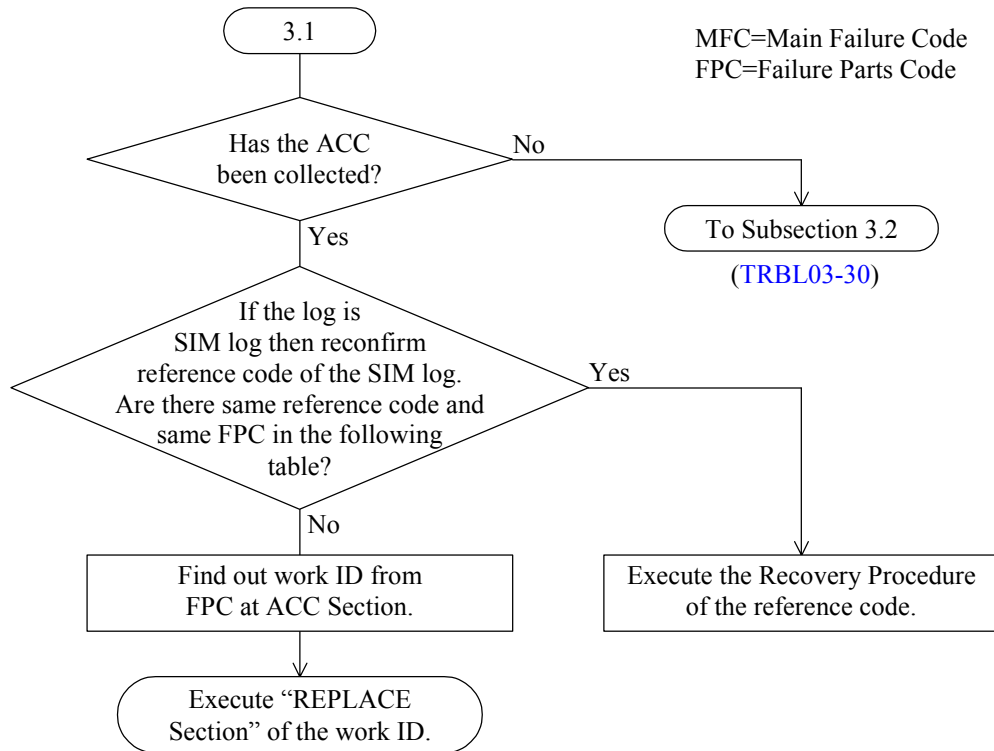 3.1
MFC=Main Failure Code
FPC=Failure Parts Code
Has the ACC
been collected?
No
To Subsection 3.2
(TRBL03-30)
Yes
If the log is
SIM log then reconfirm
reference code of the SIM log.
Are there same reference code and
same FPC in the following
table?
Yes
No
Find out work ID from
FPC at ACC Section.
Execute the Recovery Procedure
of the reference code.
Execute “REPLACE
Section” of the work ID.